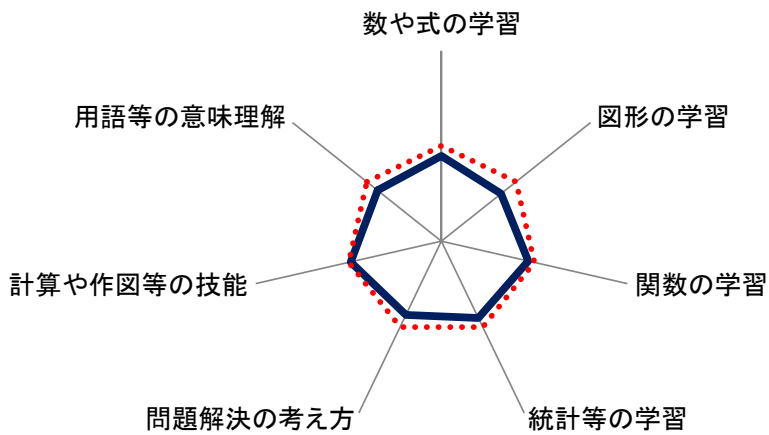 数や式の学習
用語等の意味理解
図形の学習
計算や作図等の技能
関数の学習
問題解決の考え方
統計等の学習